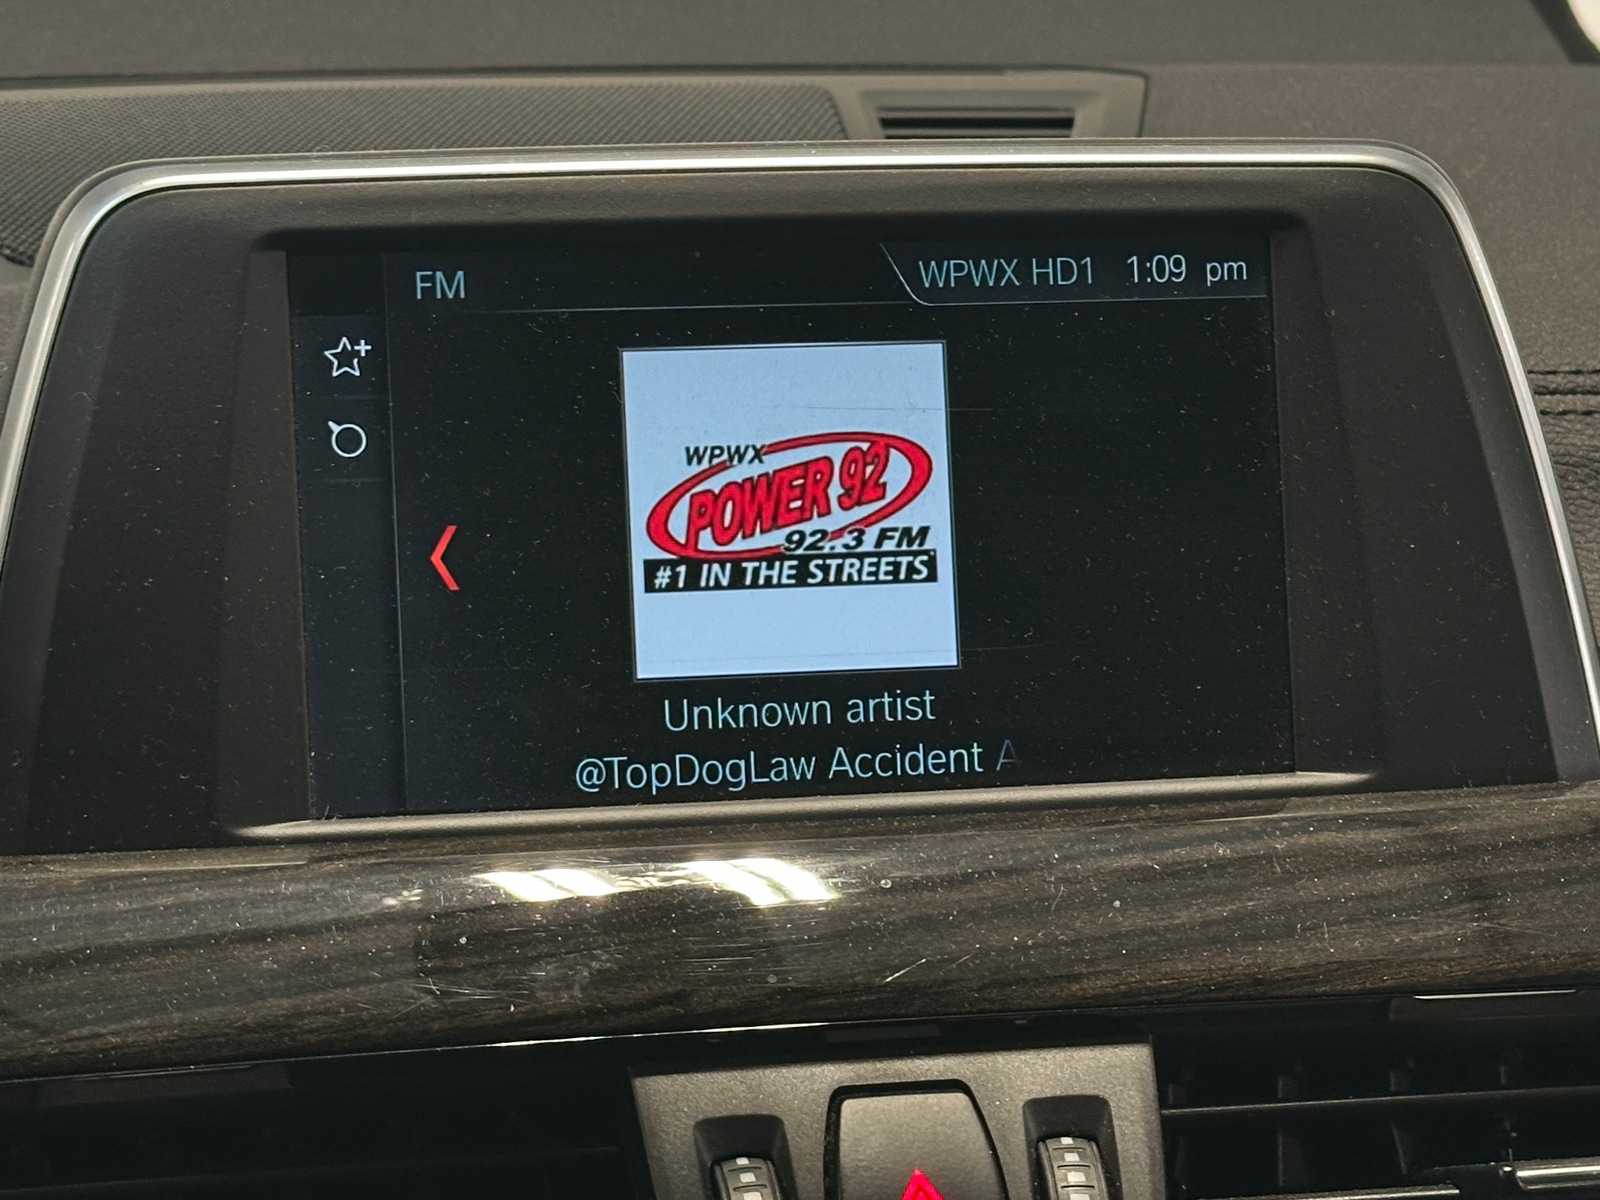 FM
WPWX HD1 1:09 pm
WPWX
POWER 92
92.3 FM
#1 IN THE STREETS
Unknown artist
@TopDogLaw Accident A